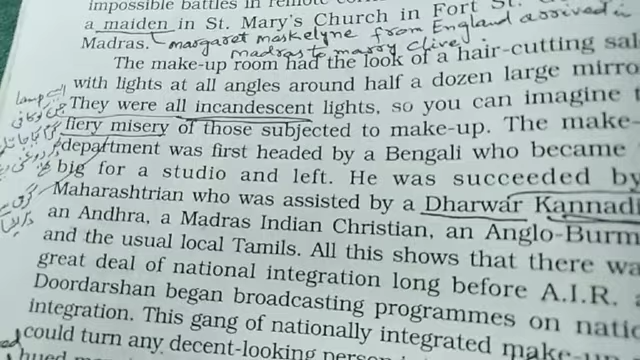 impossible battles in remote
a maiden in St. Mary's Church in Fort St.
Madras. margaret maskelyne from England arrived in
madras to marry Clive.
The make-up room had the look of a hair-cutting
with lights at all angles around half a dozen large
They were all incandescent lights, so you can imagine
fiery misery of those subjected to make-up. The make-
department was first headed by a Bengali who became
big for a studio and left. He was succeeded by
Maharashtrian who was assisted by a Dharwar Kannadi
an Andhra, a Madras Indian Christian, an Anglo-Burm
and the usual local Tamils. All this shows that there wa
great deal of national integration long before A.I.R.
Doordarshan began broadcasting programmes on natio
integration. This gang of nationally integrated make-up
could turn any decent-looking person
hued
lamp